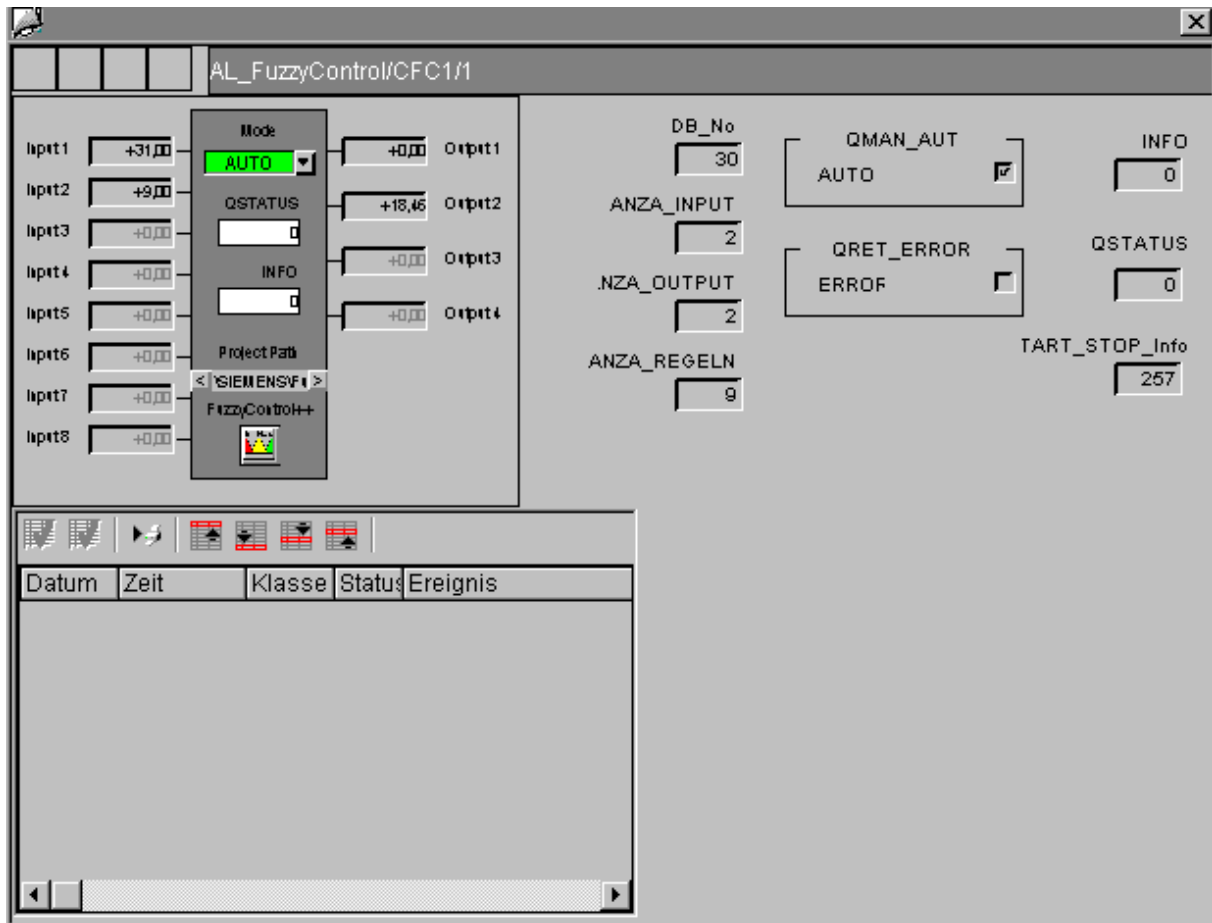 AL_FuzzyControl/CFC1/1
Mode
AUTO
QSTATUS
0
INFO
0
Project Path
< \SIEMENS\F >
FuzzyControl++
Input1 +31,00
Input2 +9,00
Input3 +0,00
Input4 +0,00
Input5 +0,00
Input6 +0,00
Input7 +0,00
Input8 +0,00
+0,00 Output1
+18,46 Output2
+0,00 Output3
+0,00 Output4
DB_No
30
ANZA_INPUT
2
.NZA_OUTPUT
2
ANZA_REGELN
9
QMAN_AUT
AUTO
QRET_ERROR
ERROF
INFO
0
QSTATUS
0
TART_STOP_Info
257
Datum Zeit Klasse Status Ereignis